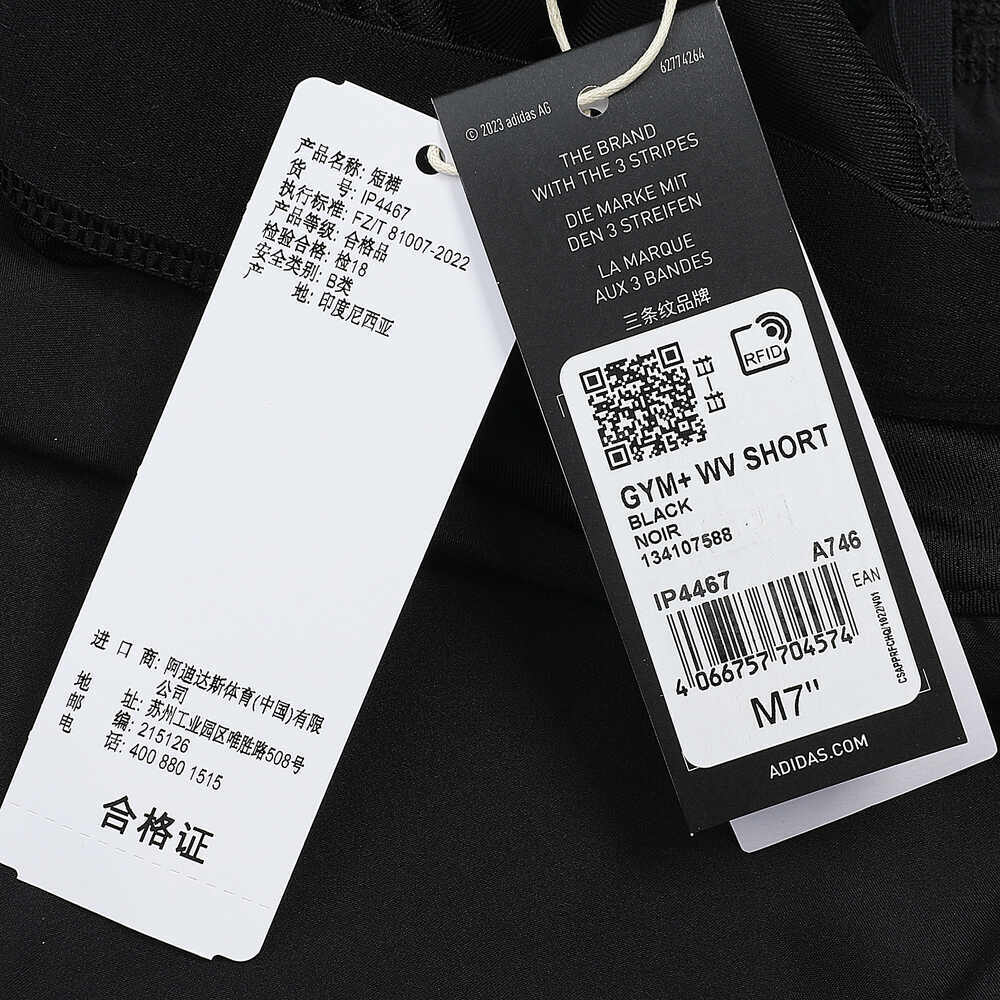 产品名称: 短裤
货 号: IP4467
执行标准: FZ/T 81007-2022
产品等级: 合格品
检验合格: 检18
安全类别: B类
产 地: 印度尼西亚
进 口 商: 阿迪达斯体育(中国)有限
公司
地 址: 苏州工业园区唯胜路508号
邮 编: 215126
电 话: 400 880 1515
合格证
62774264
© 2023 adidas AG
THE BRAND
WITH THE 3 STRIPES
DIE MARKE MIT
DEN 3 STREIFEN
LA MARQUE
AUX 3 BANDES
三条纹品牌
RFID
扫一扫
GYM+ WV SHORT
BLACK
NOIR
134107588
IP4467 A746
EAN
4 066757 704574
CSAPPRFCHQ/1022/V01
M7"
ADIDAS.COM